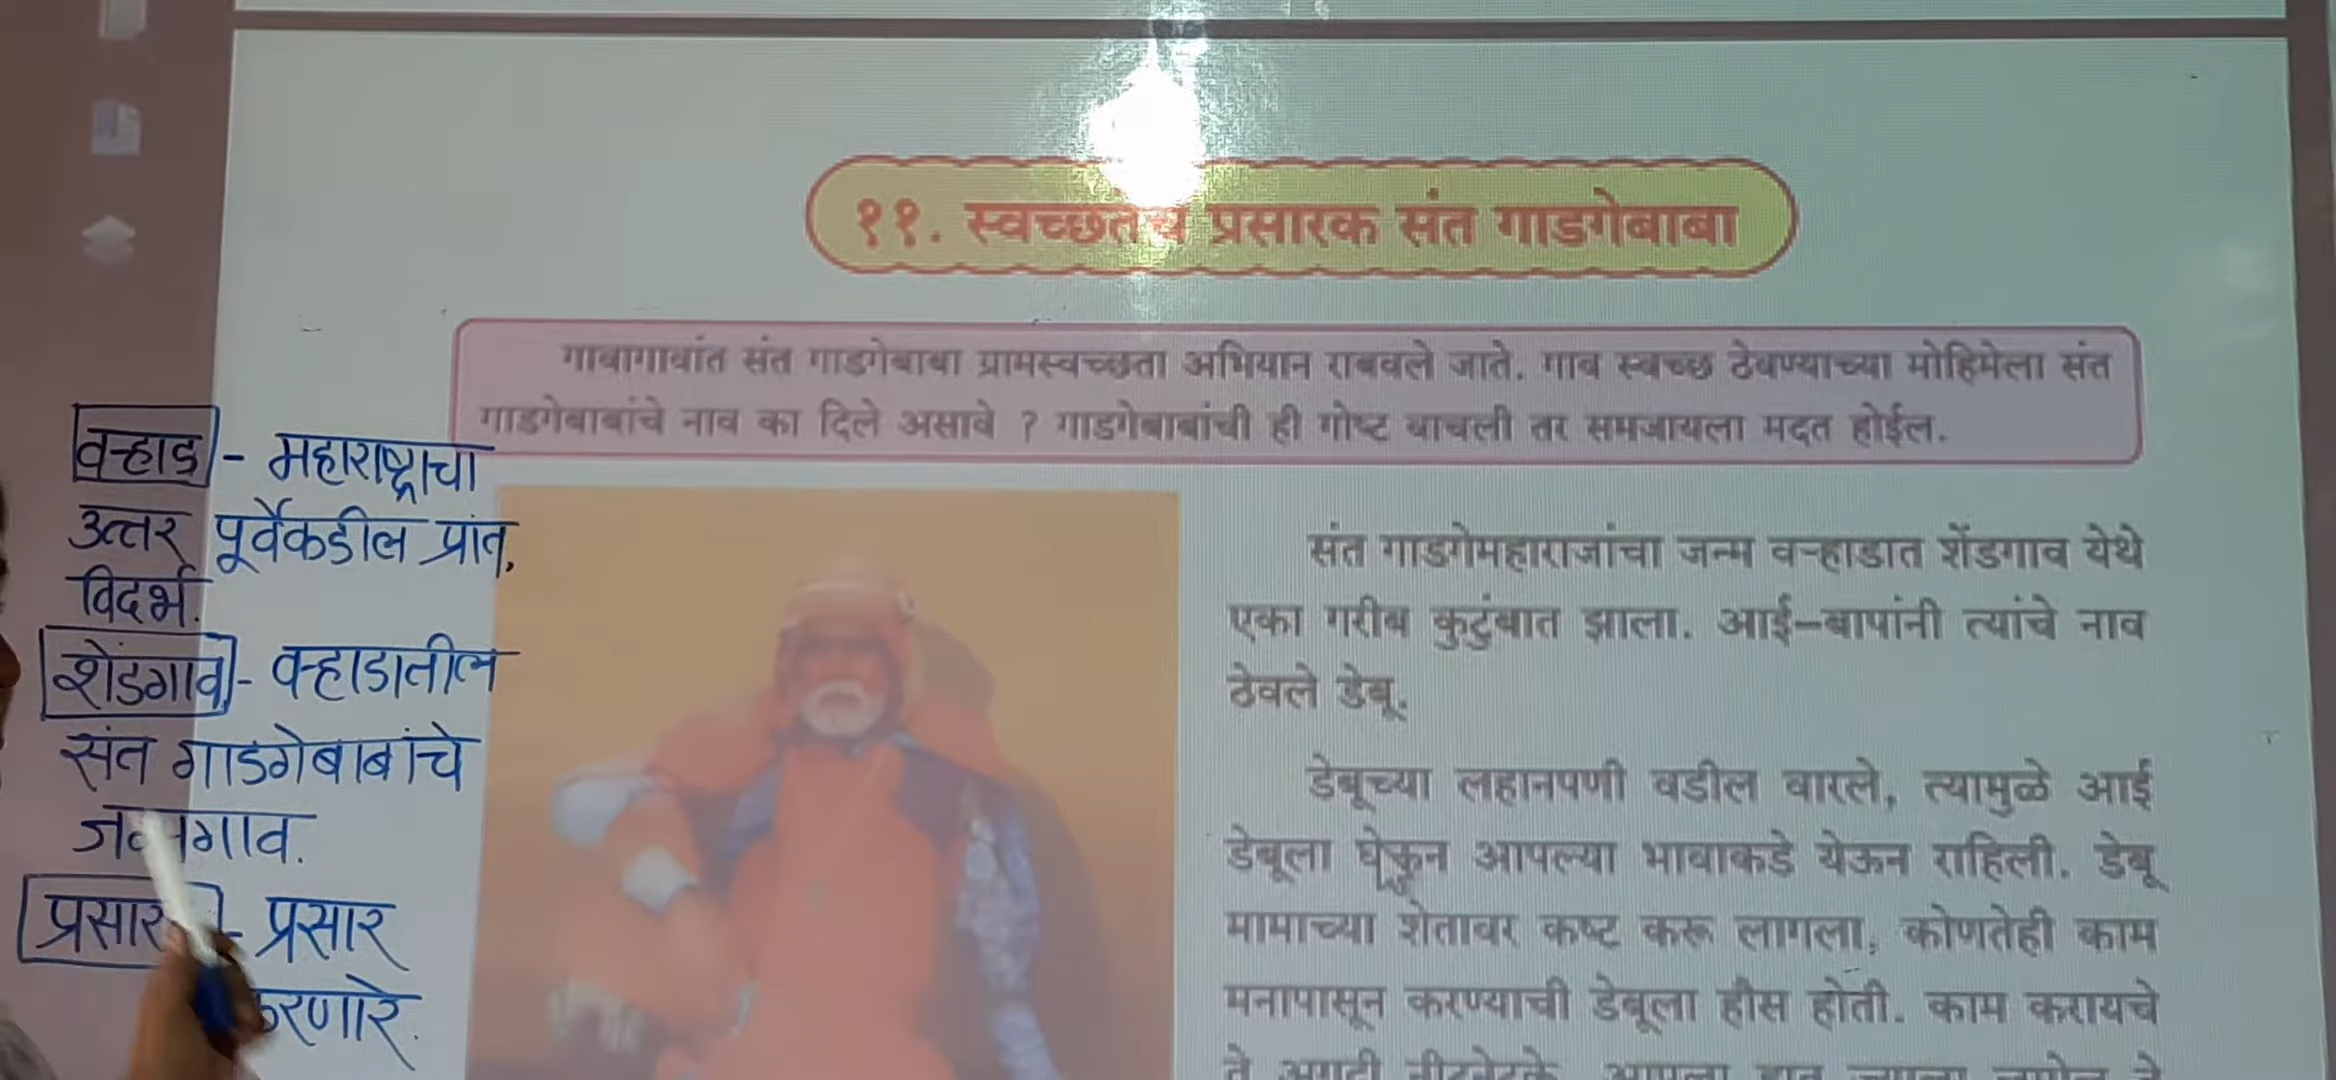 ११. स्वच्छतेचे प्रसारक संत गाडगेबाबा
गावागावांत संत गाडगेबाबा ग्रामस्वच्छता अभियान राबवले जाते. गाव स्वच्छ ठेवण्याच्या मोहिमेला संत
गाडगेबाबांचे नाव का दिले असावे ? गाडगेबाबांची ही गोष्ट वाचली तर समजायला मदत होईल.
वऱ्हाड - महाराष्ट्राचा
उत्तर पूर्वेकडील प्रांत,
विदर्भ.
शेंडगाव - वऱ्हाडातील
संत गाडगेबाबांचे
जन्मगाव.
प्रसारक - प्रसार
करणारे.
संत गाडगेमहाराजांचा जन्म वऱ्हाडात शेंडगाव येथे
एका गरीब कुटुंबात झाला. आई-बापांनी त्यांचे नाव
ठेवले डेबू.
डेबूच्या लहानपणी वडील वारले, त्यामुळे आई
डेबूला घेऊन आपल्या भावाकडे येऊन राहिली. डेबू
मामाच्या शेतावर कष्ट करू लागला, कोणतेही काम
मनापासून करण्याची डेबूला हौस होती. काम करायचे
ते अगदी नीटनेटके.